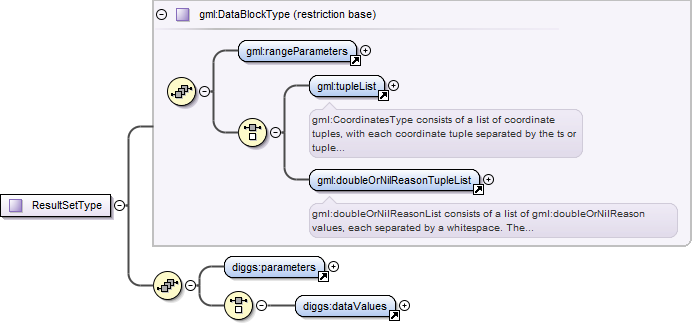 gml:DataBlockType (restriction base)
gml:rangeParameters
gml:tupleList
gml:CoordinatesType consists of a list of coordinate
tuples, with each coordinate tuple separated by the ts or
tuple...
gml:doubleOrNilReasonTupleList
gml:doubleOrNilReasonList consists of a list of gml:doubleOrNilReason
values, each separated by a whitespace. The...
ResultSetType
diggs:parameters
diggs:dataValues